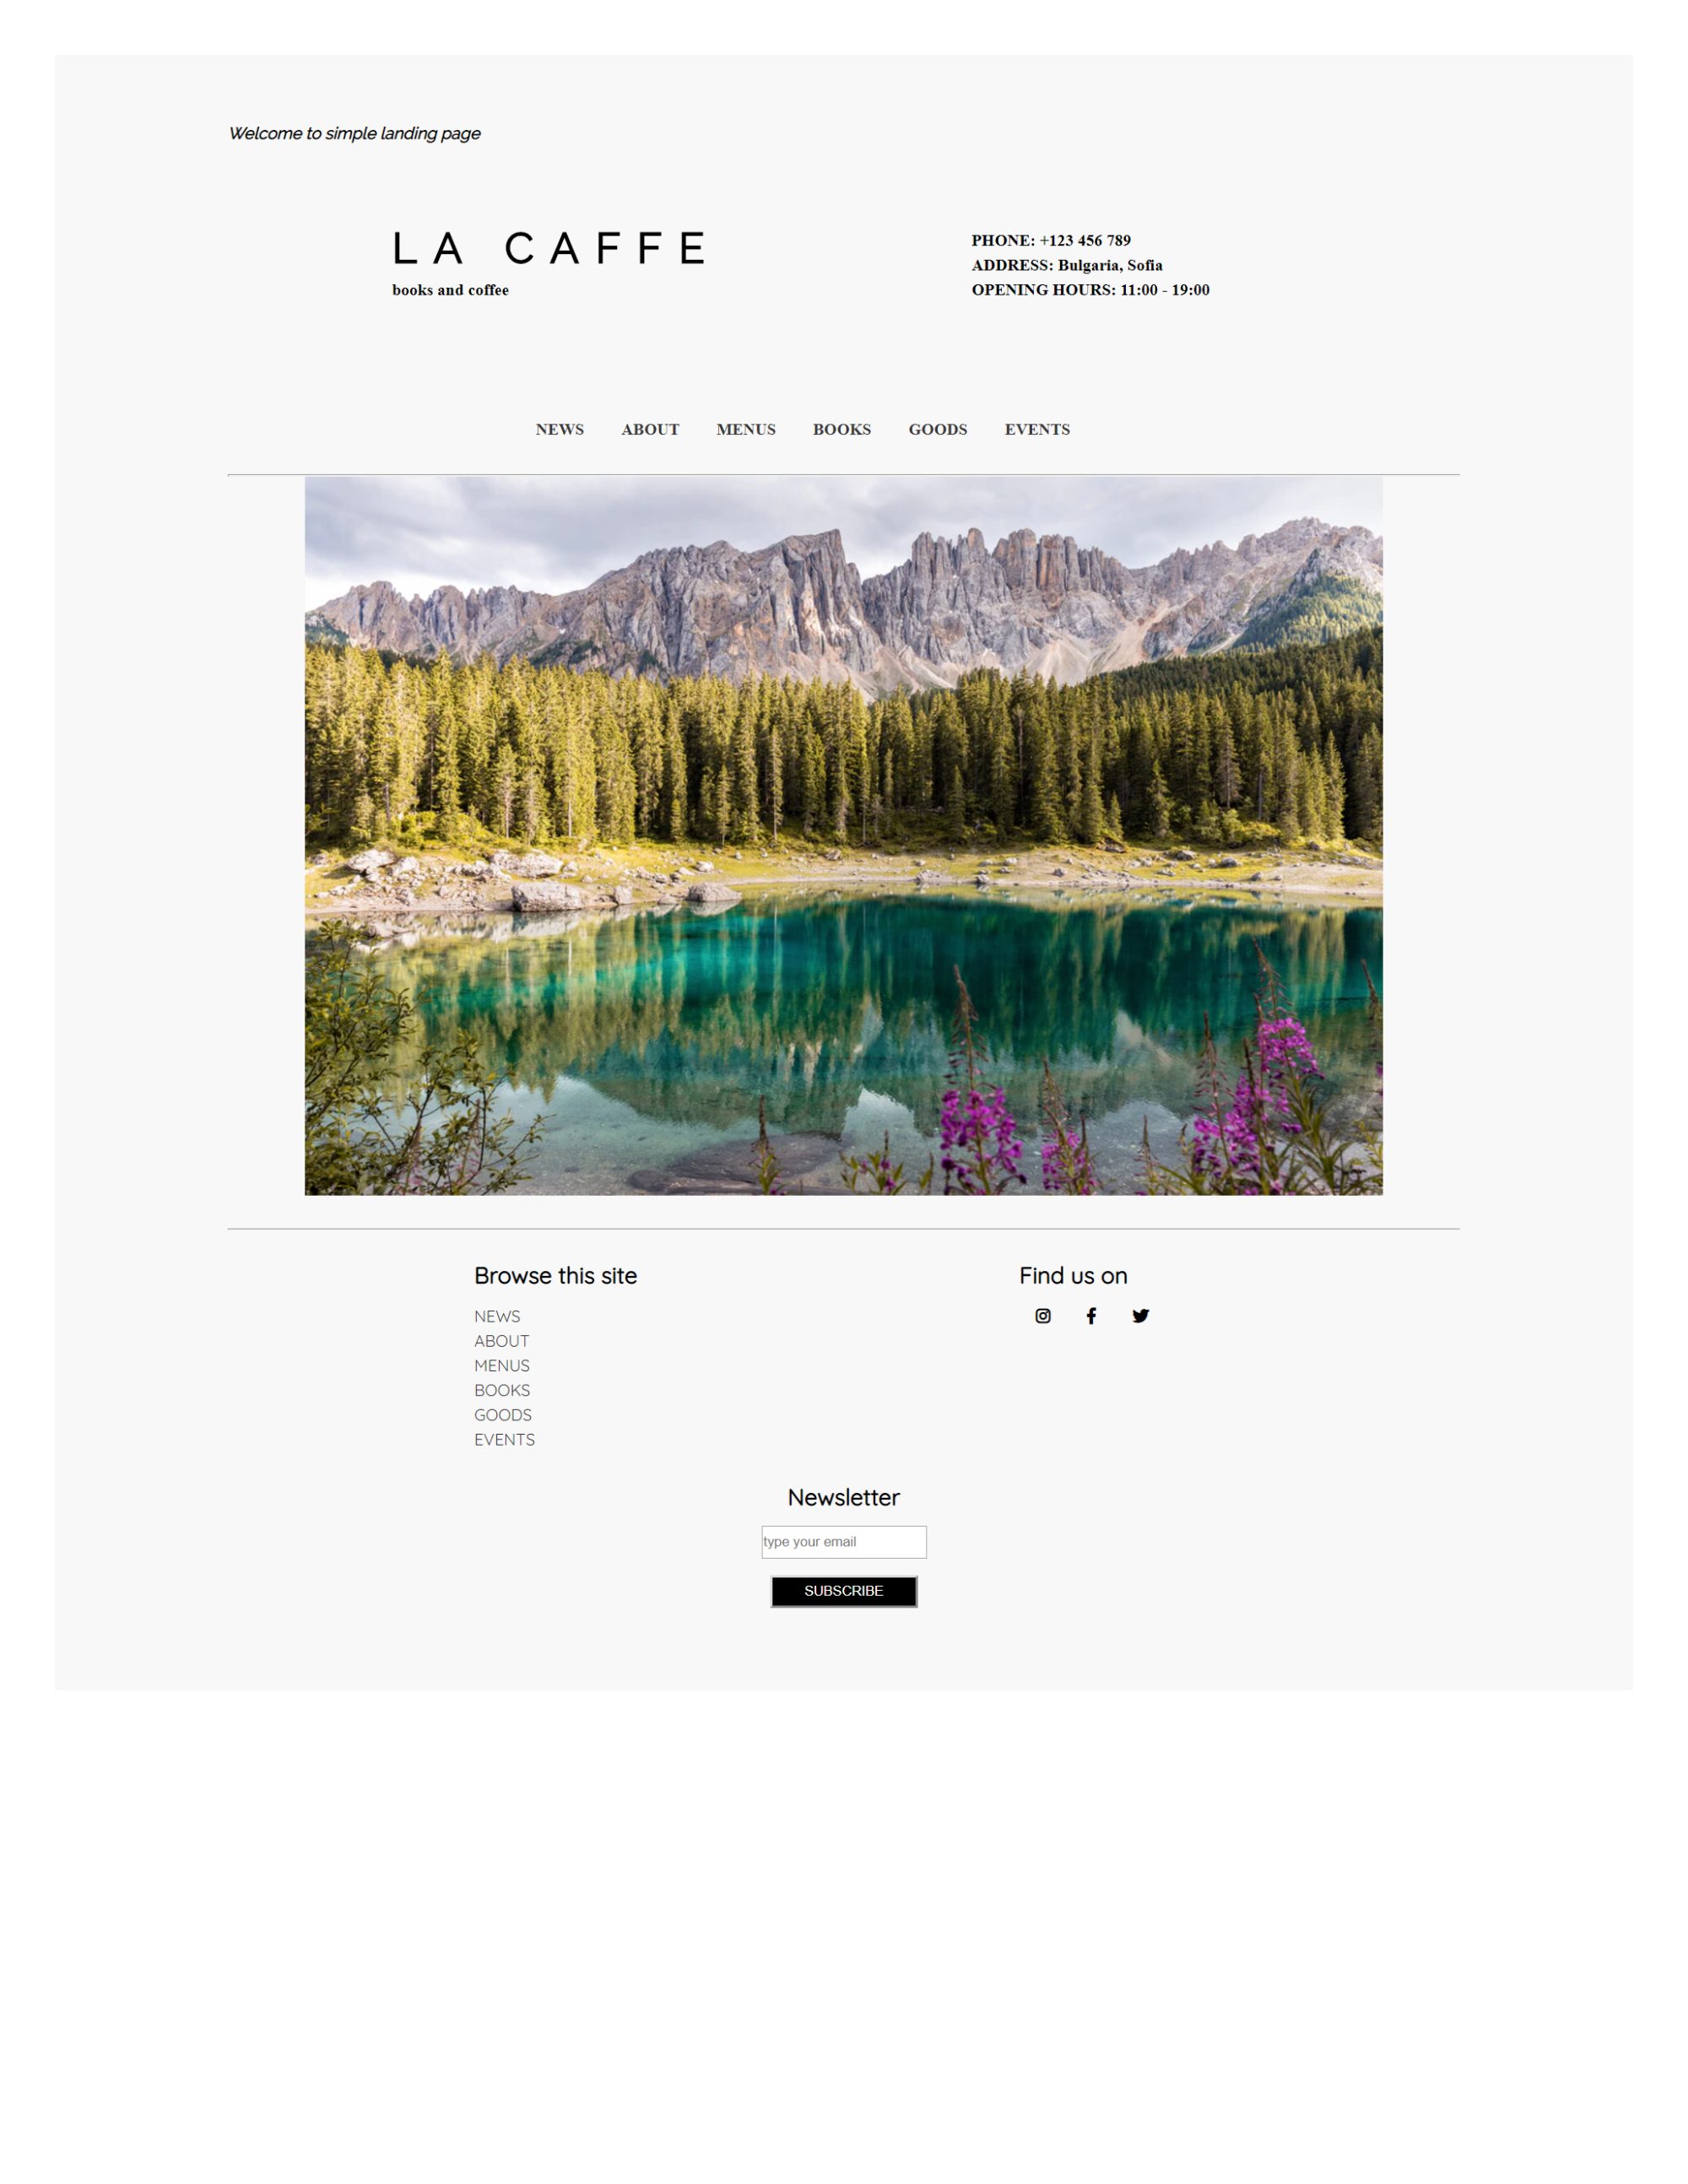 Welcome to simple landing page
LA CAFFE
books and coffee
PHONE: +123 456 789
ADDRESS: Bulgaria, Sofia
OPENING HOURS: 11:00 - 19:00
NEWS ABOUT MENUS BOOKS GOODS EVENTS
Browse this site
NEWS
ABOUT
MENUS
BOOKS
GOODS
EVENTS
Find us on
Newsletter
type your email
SUBSCRIBE